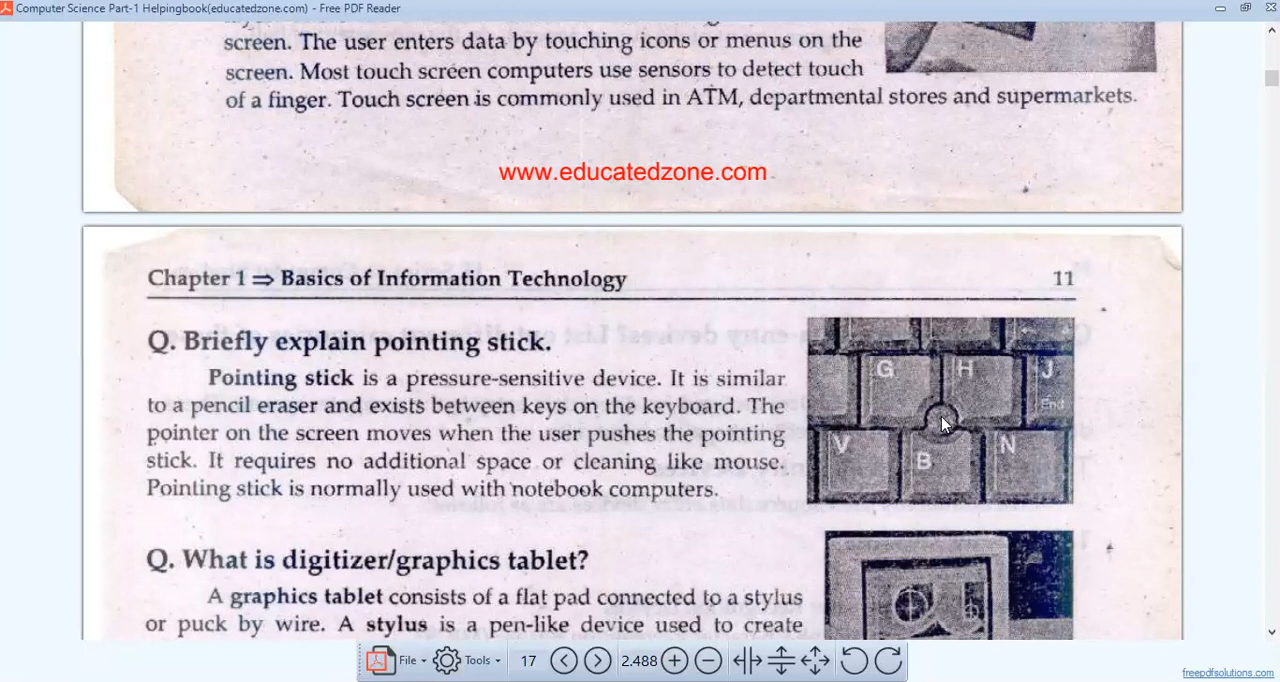 Computer Science Part-1 Helpingbook(educatedzone.com) - Free PDF Reader
screen. The user enters data by touching icons or menus on the
screen. Most touch screen computers use sensors to detect touch
of a finger. Touch screen is commonly used in ATM, departmental stores and supermarkets.
www.educatedzone.com
Chapter 1 ⇒ Basics of Information Technology 11
Q. Briefly explain pointing stick.
Pointing stick is a pressure-sensitive device. It is similar
to a pencil eraser and exists between keys on the keyboard. The
pointer on the screen moves when the user pushes the pointing
stick. It requires no additional space or cleaning like mouse.
Pointing stick is normally used with notebook computers.
G H J
End
V B N
Q. What is digitizer/graphics tablet?
A graphics tablet consists of a flat pad connected to a stylus
or puck by wire. A stylus is a pen-like device used to create
File Tools 17 2.488
freepdfsolutions.com